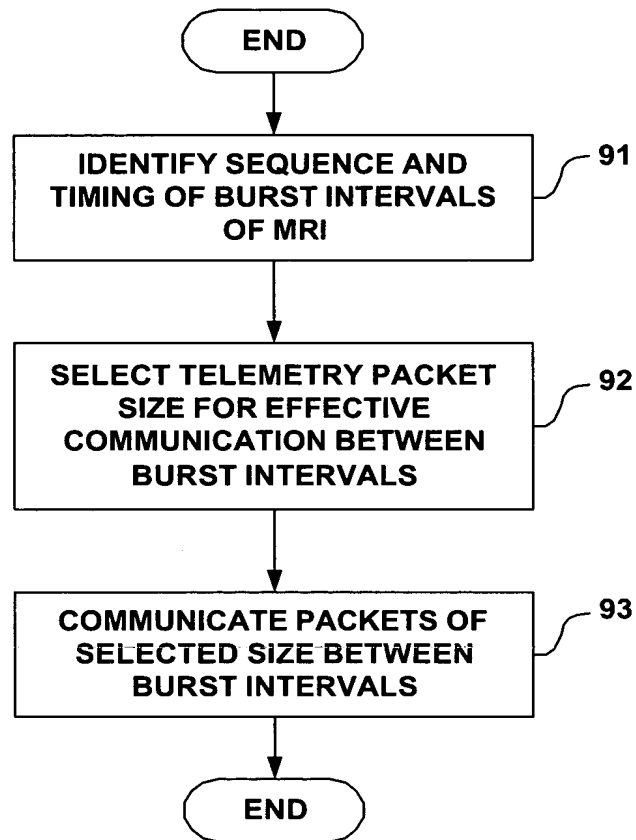 END
IDENTIFY SEQUENCE AND
TIMING OF BURST INTERVALS
OF MRI
91
SELECT TELEMETRY PACKET
SIZE FOR EFFECTIVE
COMMUNICATION BETWEEN
BURST INTERVALS
92
COMMUNICATE PACKETS OF
SELECTED SIZE BETWEEN
BURST INTERVALS
93
END